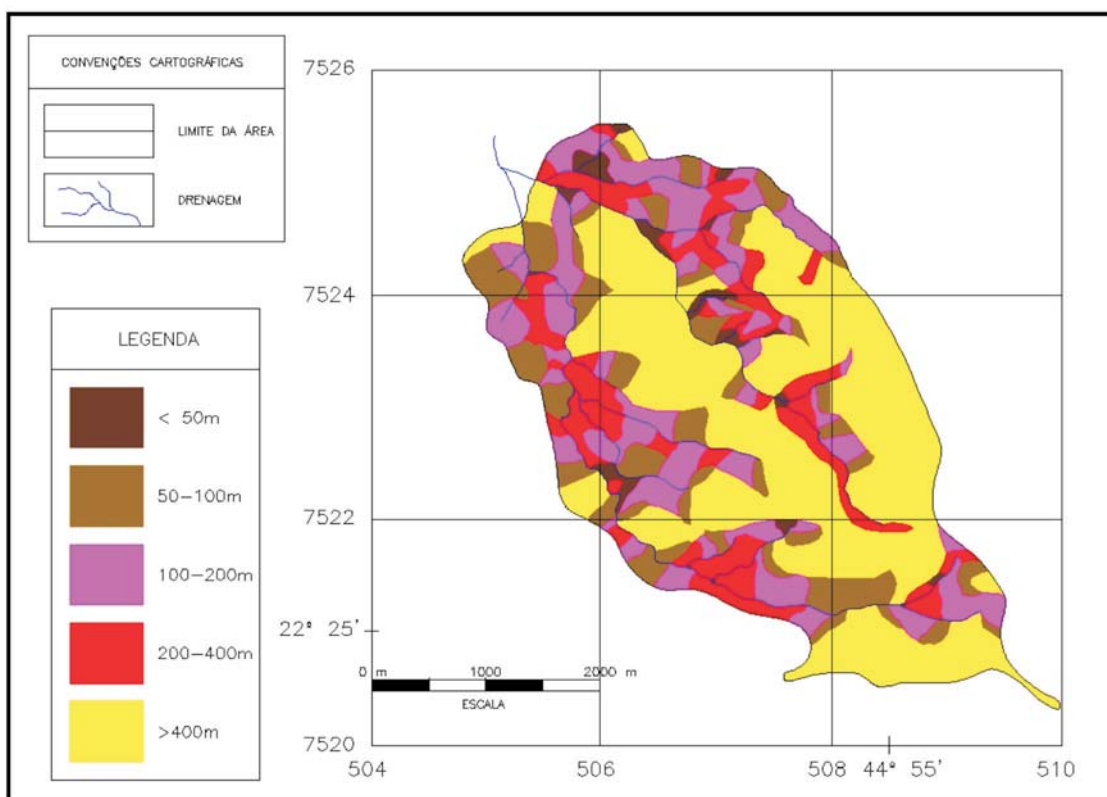 CONVENÇÕES CARTOGRÁFICAS
LIMITE DA ÁREA
DRENAGEM
LEGENDA
< 50m
50-100m
100-200m
200-400m
>400m
7526
7524
7522
22° 25'
7520
0 m 1000 2000 m
ESCALA
504 506 508 44° 55' 510